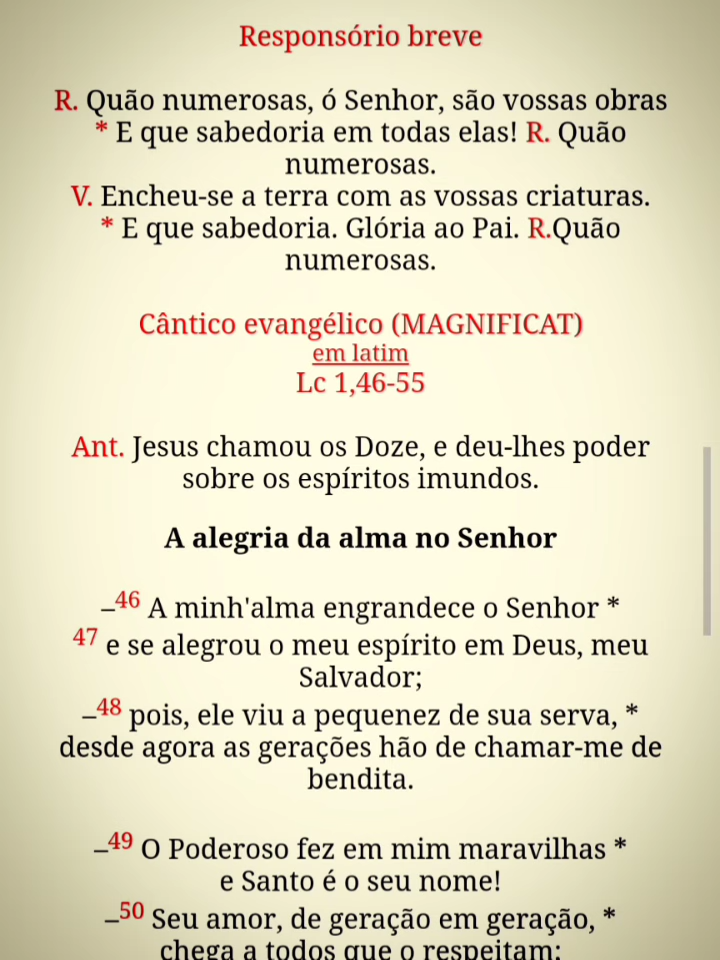 Responsório breve
R. Quão numerosas, ó Senhor, são vossas obras
* E que sabedoria em todas elas! R. Quão
numerosas.
V. Encheu-se a terra com as vossas criaturas.
* E que sabedoria. Glória ao Pai. R.Quão
numerosas.
Cântico evangélico (MAGNIFICAT)
em latim
Lc 1,46-55
Ant. Jesus chamou os Doze, e deu-lhes poder
sobre os espíritos imundos.
A alegria da alma no Senhor
–46 A minh'alma engrandece o Senhor *
47 e se alegrou o meu espírito em Deus, meu
Salvador;
–48 pois, ele viu a pequenez de sua serva, *
desde agora as gerações hão de chamar-me de
bendita.
–49 O Poderoso fez em mim maravilhas *
e Santo é o seu nome!
–50 Seu amor, de geração em geração, *
chega a todos que o respeitam;